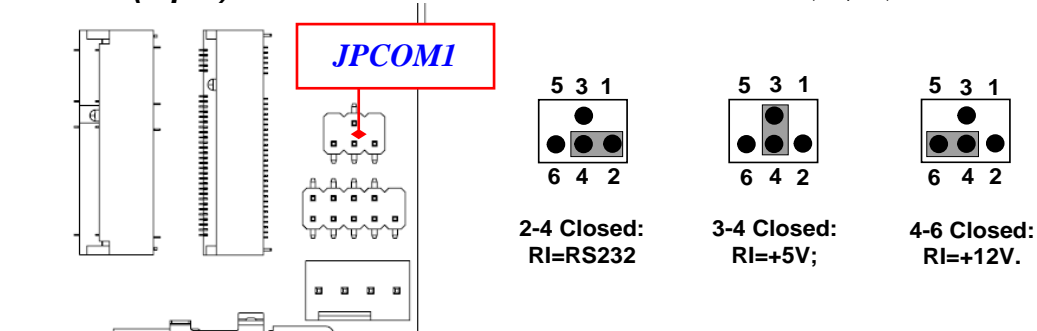 JPCOM1
5 3 1
6 4 2
2-4 Closed:
RI=RS232
5 3 1
6 4 2
3-4 Closed:
RI=+5V;
5 3 1
6 4 2
4-6 Closed:
RI=+12V.